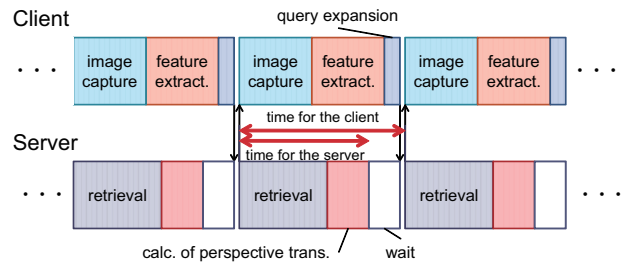 Client
query expansion
. . .
image capture
feature extract.
image capture
feature extract.
image capture
feature extract.
. . .
time for the client
Server
time for the server
. . .
retrieval
retrieval
retrieval
. . .
calc. of perspective trans.
wait